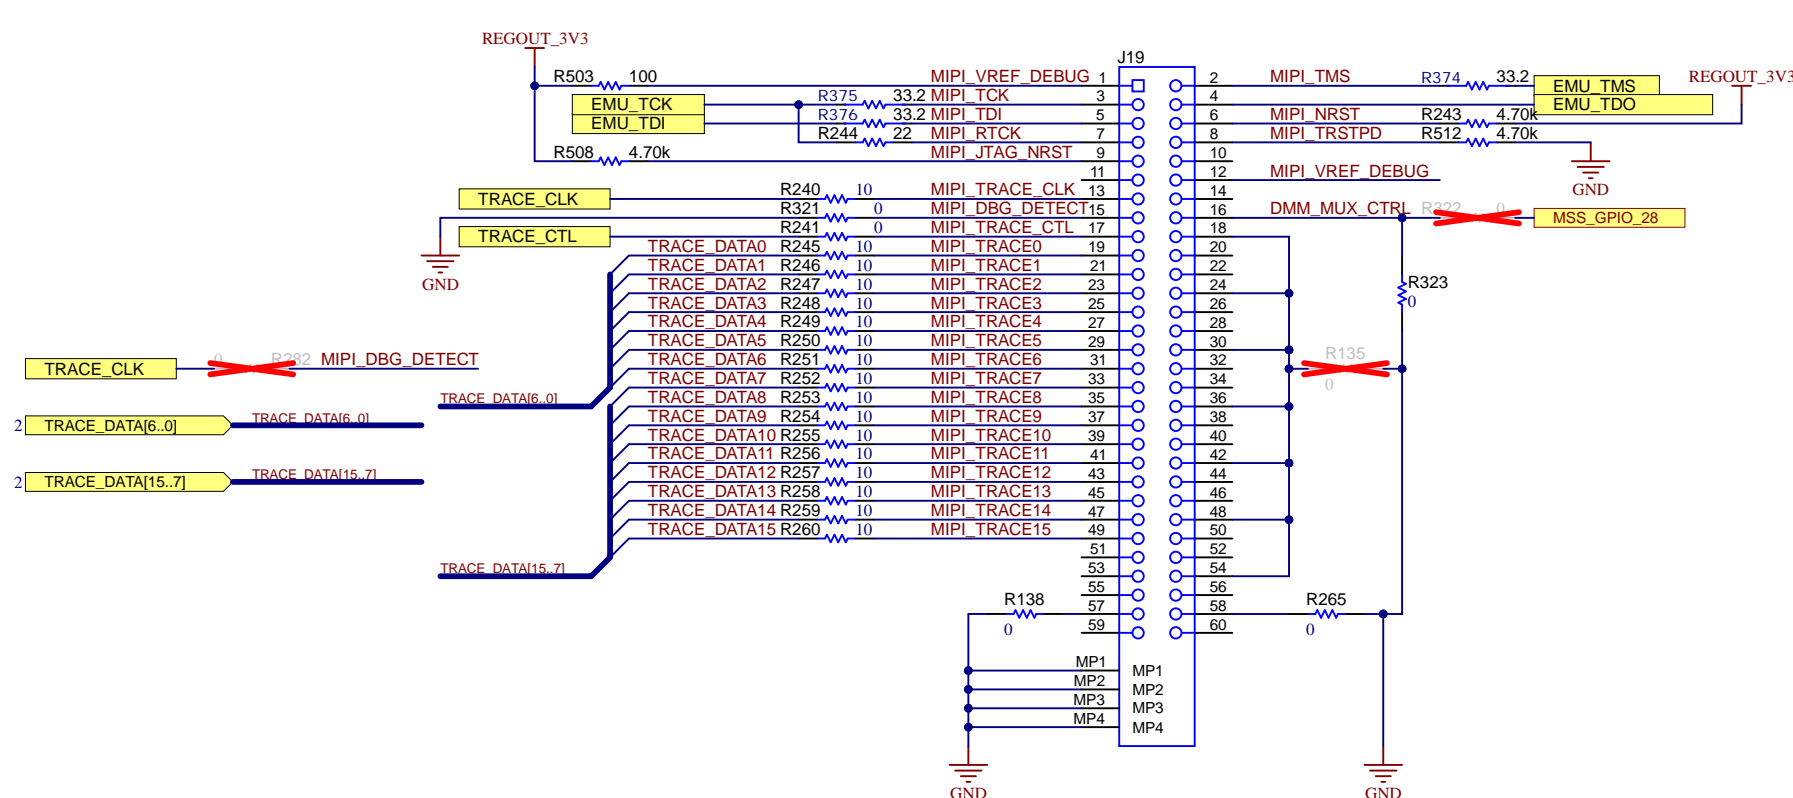 REGOUT_3V3
J19
R503 100 MIPI_VREF_DEBUG 1 2 MIPI_TMS R374 33.2 EMU_TMS REGOUT_3V3
EMU_TCK R375 33.2 MIPI_TCK 3 4 EMU_TDO
EMU_TDI R376 33.2 MIPI_TDI 5 6 MIPI_NRST R243 4.70k
R244 22 MIPI_RTCK 7 8 MIPI_TRSTPD R512 4.70k
R508 4.70k MIPI_JTAG_NRST 9 10
11 12 MIPI_VREF_DEBUG
GND
TRACE_CLK R240 10 MIPI_TRACE_CLK 13 14
R321 0 MIPI_DBG_DETECT 15 16 DMM_MUX_CTRL R322 0 MSS_GPIO_28
TRACE_CTL R241 0 MIPI_TRACE_CTL 17 18
TRACE_DATA0 R245 10 MIPI_TRACE0 19 20
TRACE_DATA1 R246 10 MIPI_TRACE1 21 22
GND
TRACE_DATA2 R247 10 MIPI_TRACE2 23 24
R323
0
TRACE_DATA3 R248 10 MIPI_TRACE3 25 26
TRACE_DATA4 R249 10 MIPI_TRACE4 27 28
TRACE_DATA5 R250 10 MIPI_TRACE5 29 30
R135
0
TRACE_CLK 0 R282 MIPI_DBG_DETECT
TRACE_DATA6 R251 10 MIPI_TRACE6 31 32
TRACE_DATA7 R252 10 MIPI_TRACE7 33 34
TRACE_DATA[6..0]
TRACE_DATA8 R253 10 MIPI_TRACE8 35 36
2 TRACE_DATA[6..0] TRACE_DATA[6..0]
TRACE_DATA9 R254 10 MIPI_TRACE9 37 38
TRACE_DATA10 R255 10 MIPI_TRACE10 39 40
TRACE_DATA11 R256 10 MIPI_TRACE11 41 42
2 TRACE_DATA[15..7] TRACE_DATA[15..7]
TRACE_DATA12 R257 10 MIPI_TRACE12 43 44
TRACE_DATA13 R258 10 MIPI_TRACE13 45 46
TRACE_DATA14 R259 10 MIPI_TRACE14 47 48
TRACE_DATA15 R260 10 MIPI_TRACE15 49 50
51 52
TRACE_DATA[15..7]
53 54
55 56
R138 0 57 58 R265 0
59 60
MP1 MP1
MP2 MP2
MP3 MP3
MP4 MP4
GND GND